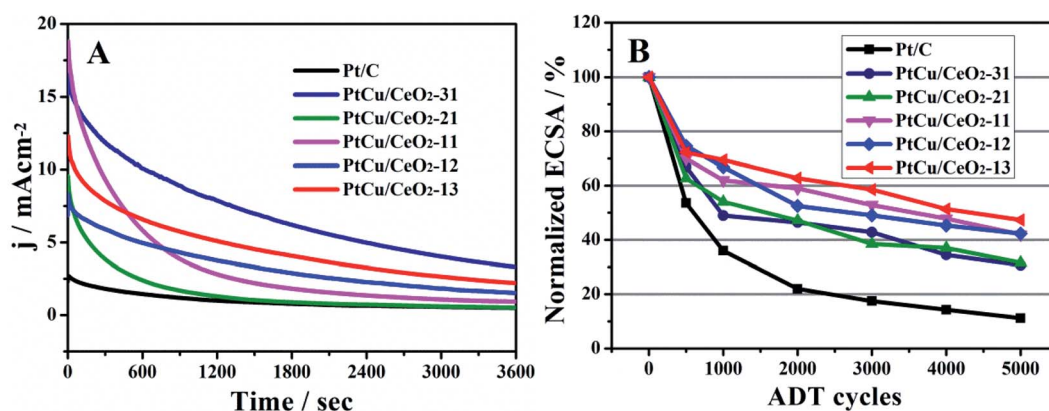 A
Pt/C
PtCu/CeO₂-31
PtCu/CeO₂-21
PtCu/CeO₂-11
PtCu/CeO₂-12
PtCu/CeO₂-13
j / mAcm⁻²
20
15
10
5
0
0 600 1200 1800 2400 3000 3600
Time / sec
B
Pt/C
PtCu/CeO₂-31
PtCu/CeO₂-21
PtCu/CeO₂-11
PtCu/CeO₂-12
PtCu/CeO₂-13
Normalized ECSA / %
120
100
80
60
40
20
0
0 1000 2000 3000 4000 5000
ADT cycles